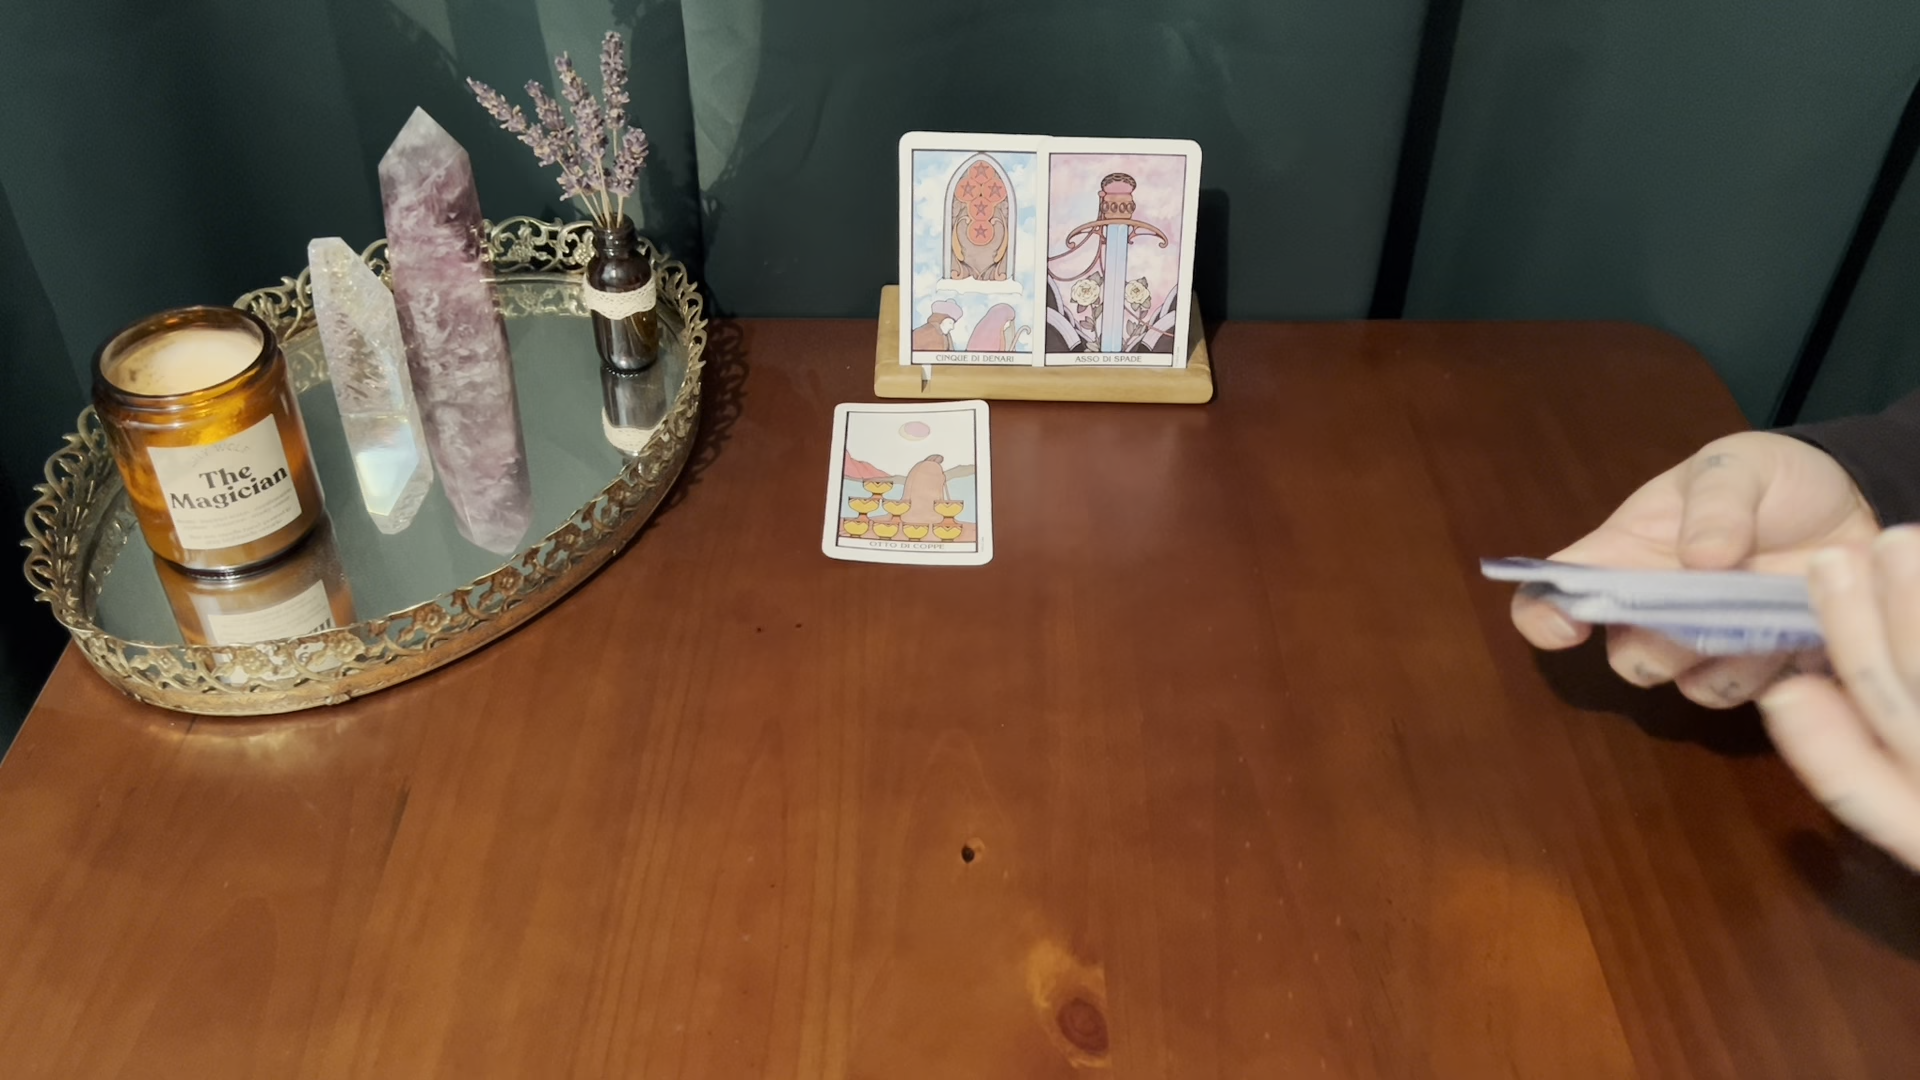 The
Magician
CINQUE DI DENARI
ASSO DI SPADE
OTTO DI COPPE